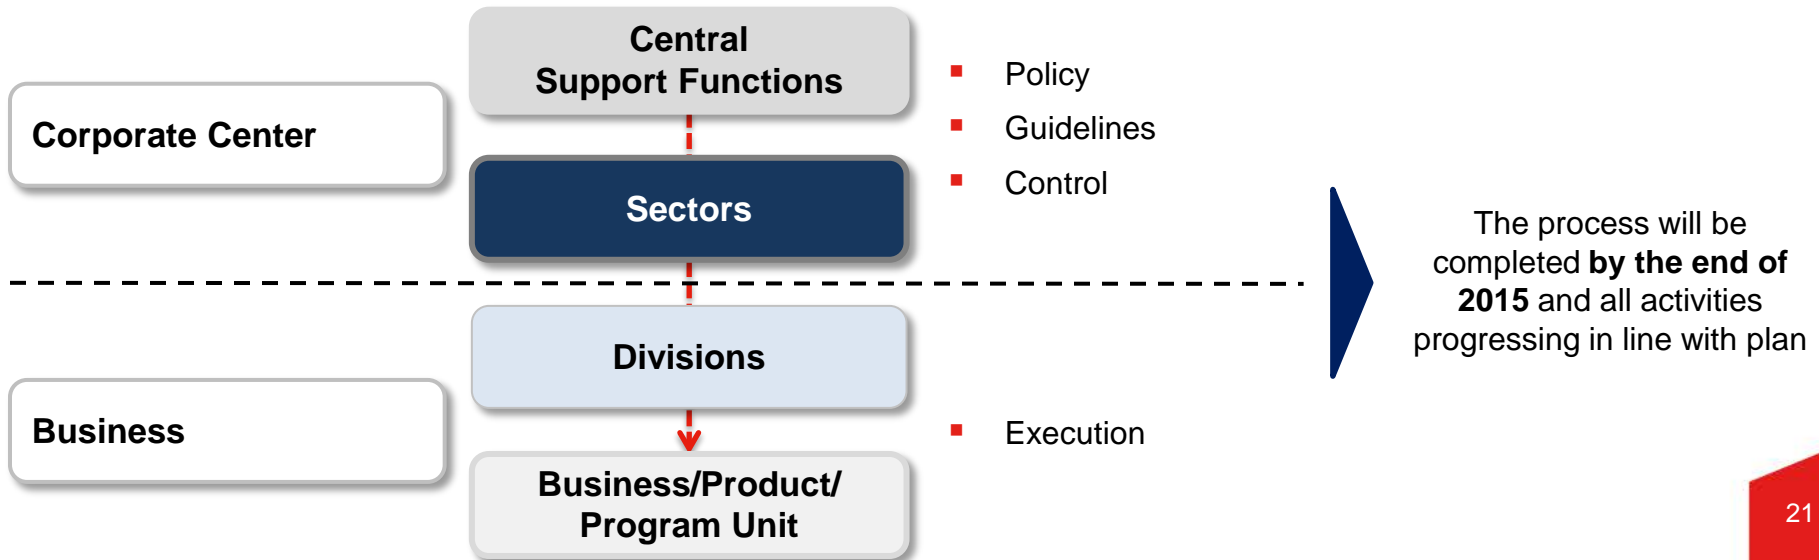 Corporate Center
Central
Support Functions
Sectors
Policy
Guidelines
Control
Business
Divisions
Business/Product/
Program Unit
Execution
The process will be
completed by the end of
2015 and all activities
progressing in line with plan
21